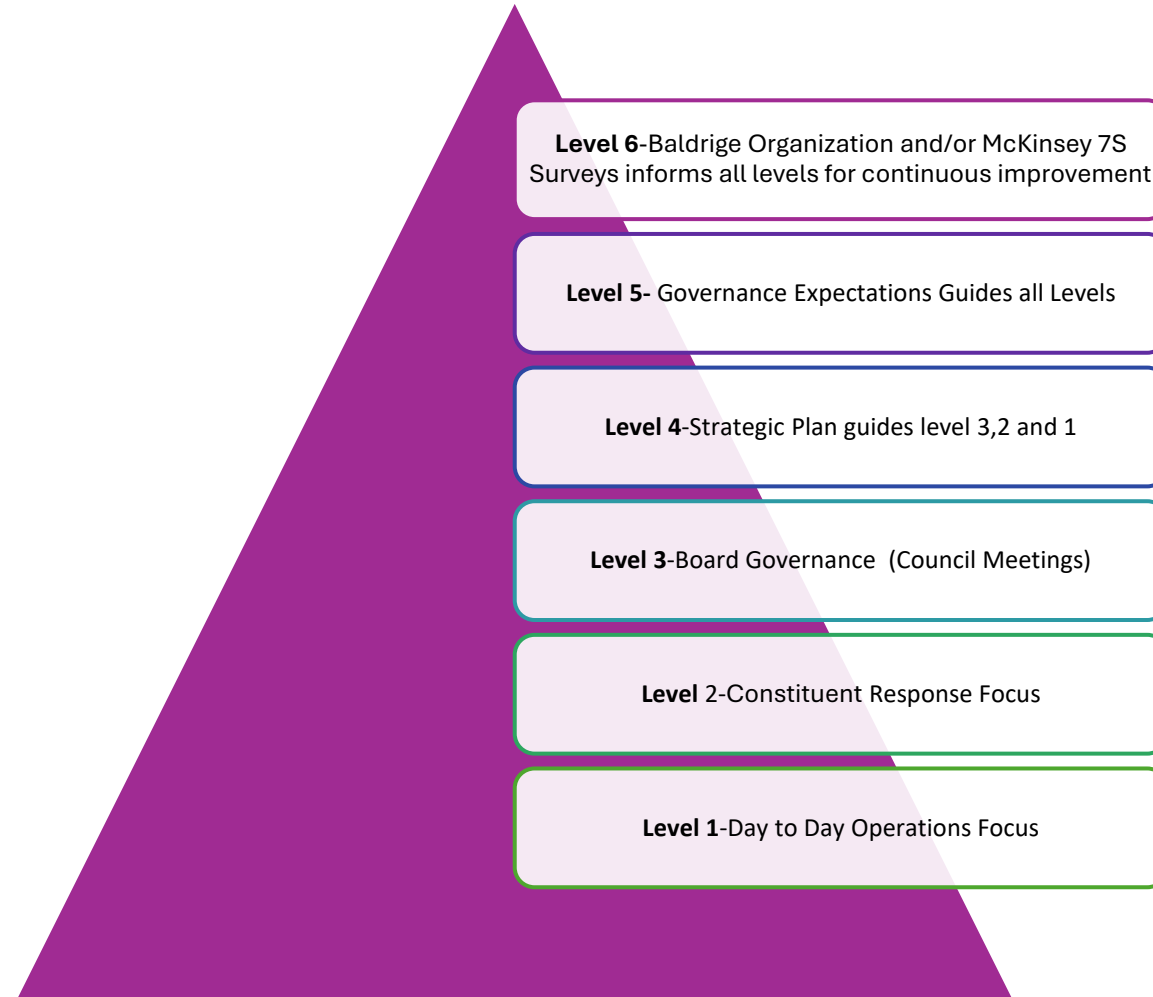 Level 6-Baldrige Organization and/or McKinsey 7S
Surveys informs all levels for continuous improvement
Level 5- Governance Expectations Guides all Levels
Level 4-Strategic Plan guides level 3,2 and 1
Level 3-Board Governance  (Council Meetings)
Level 2-Constituent Response Focus
Level 1-Day to Day Operations Focus